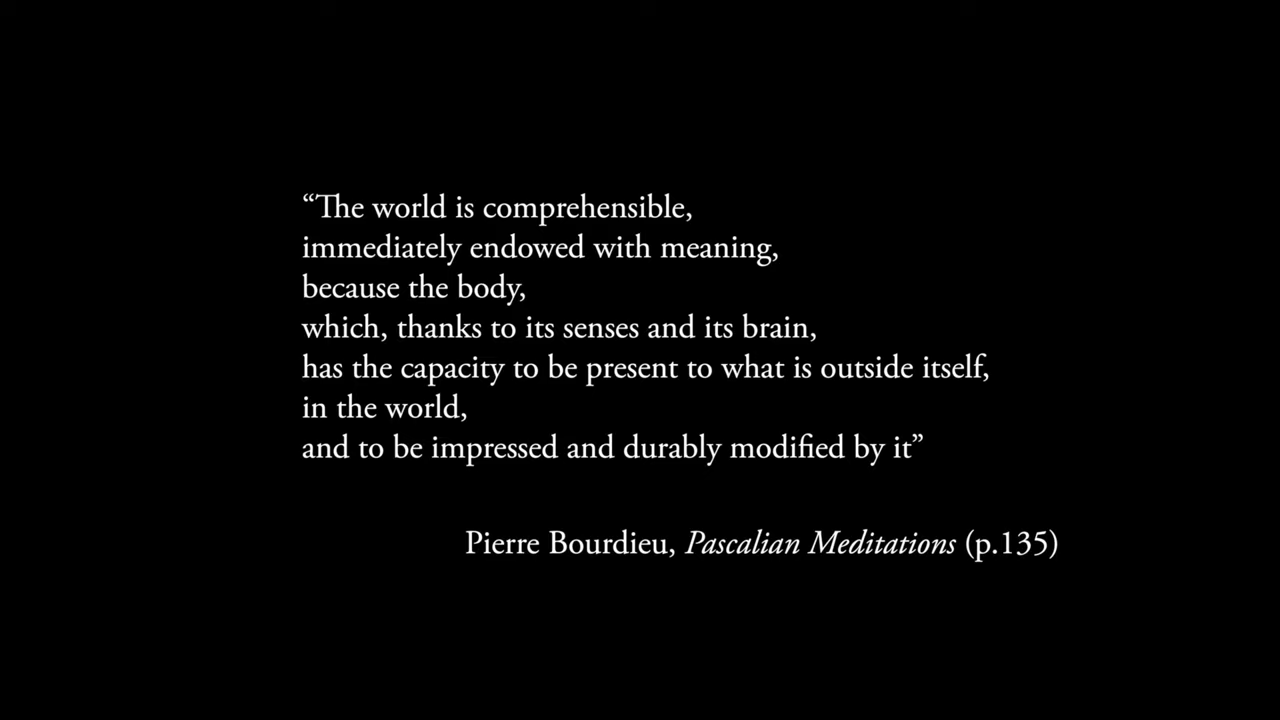 “The world is comprehensible,
immediately endowed with meaning,
because the body,
which, thanks to its senses and its brain,
has the capacity to be present to what is outside itself,
in the world,
and to be impressed and durably modified by it”
Pierre Bourdieu, Pascalian Meditations (p.135)